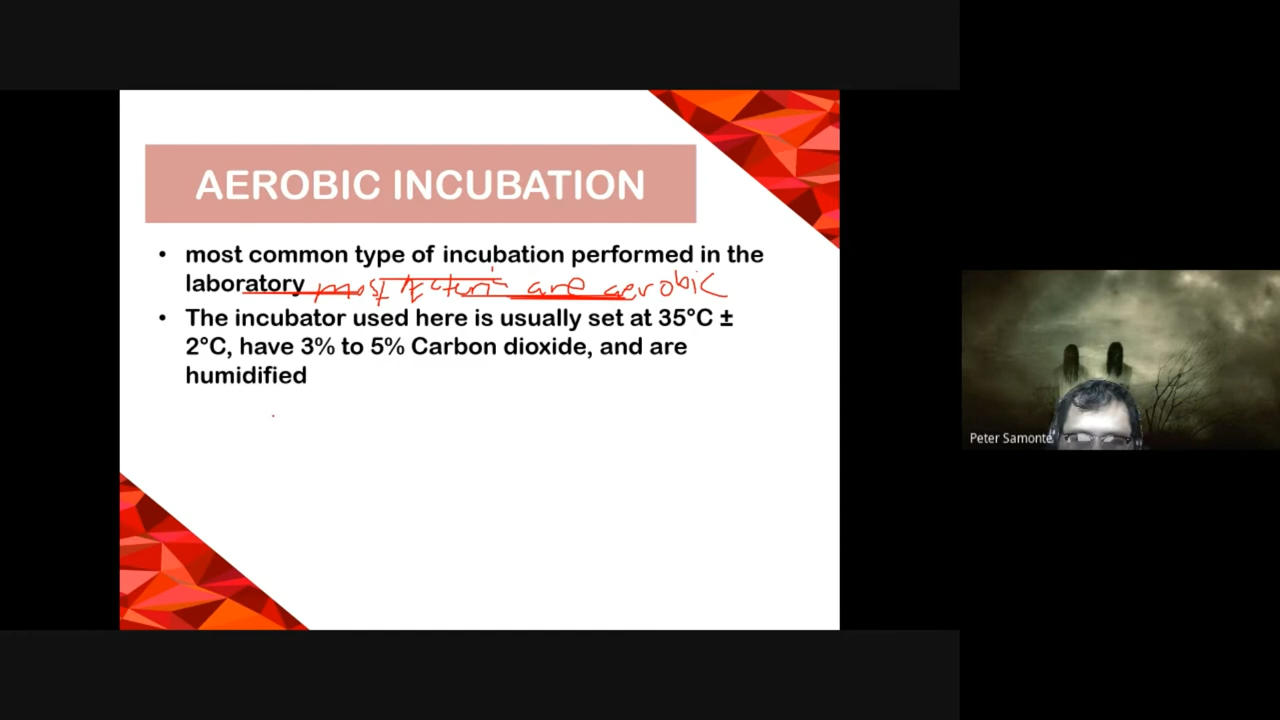 AEROBIC INCUBATION
• most common type of incubation performed in the
laboratory most bacteria are aerobic
• The incubator used here is usually set at 35°C ±
2°C, have 3% to 5% Carbon dioxide, and are
humidified
Peter Samonte